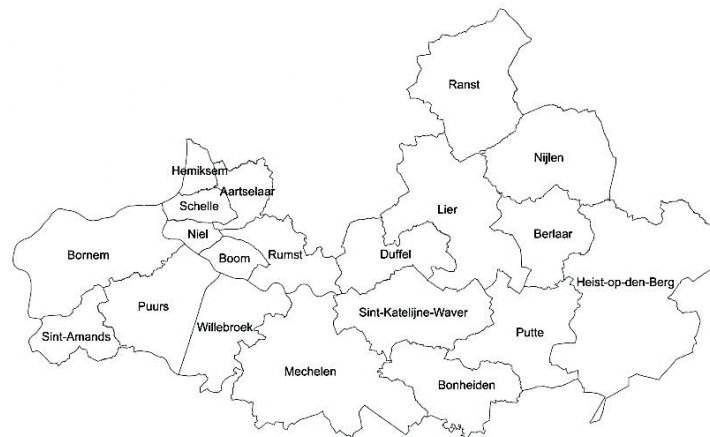 Ranst
Nijlen
Hemiksem
Aartselaar
Schelle
Lier
Niel
Berlaar
Bornem
Boom
Rumst
Duffel
Heist-op-den-Berg
Puurs
Sint-Katelijne-Waver
Sint-Amands
Willebroek
Putte
Mechelen
Bonheiden